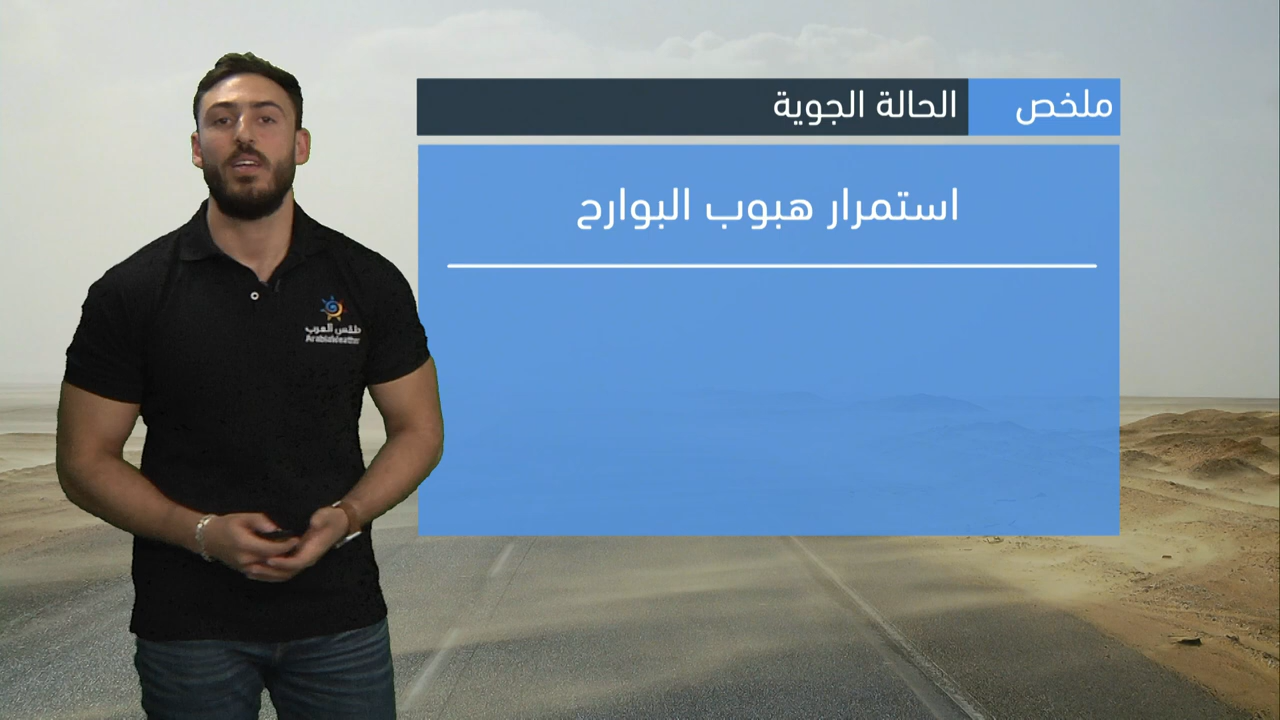 ملخص الحالة الجوية
استمرار هبوب البوارح
طقس العرب
ArabiaWeather